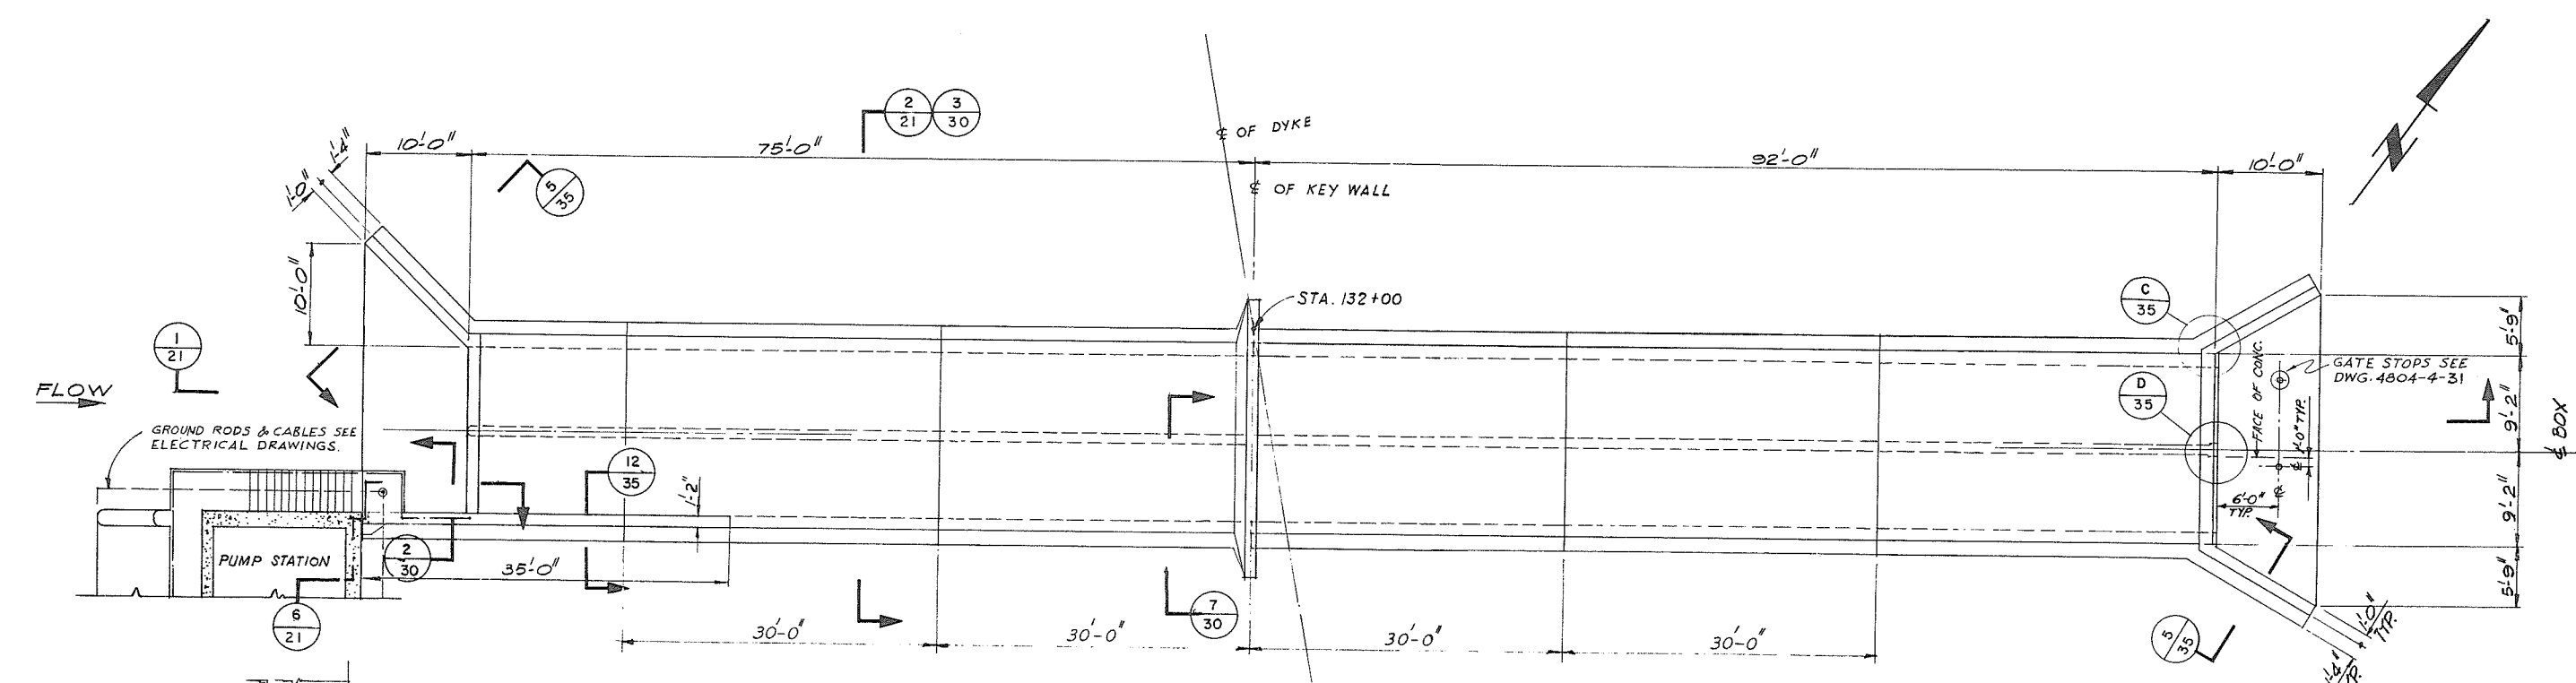 2 3
21 30
℄ OF DYKE
1'-4"
10'-0"
75'-0"
92'-0"
10'-0"
1'-0"
5
35
℄ OF KEY WALL
10'-0"
STA. 132+00
C
35
5'-9"
1
21
FACE OF CONC.
GATE STOPS SEE
DWG. 4804-4-31
FLOW
D
35
9'-2"
1'-0" TYP.
℄ BOX
GROUND RODS & CABLES SEE
ELECTRICAL DRAWINGS.
12
35
1'-2"
℄
℄
6'-0"
TYP.
9'-2"
PUMP STATION
2
30
35'-0"
5'-9"
6
21
7
30
1'-0"
TYP.
30'-0"
30'-0"
30'-0"
30'-0"
5
35
1'-4"